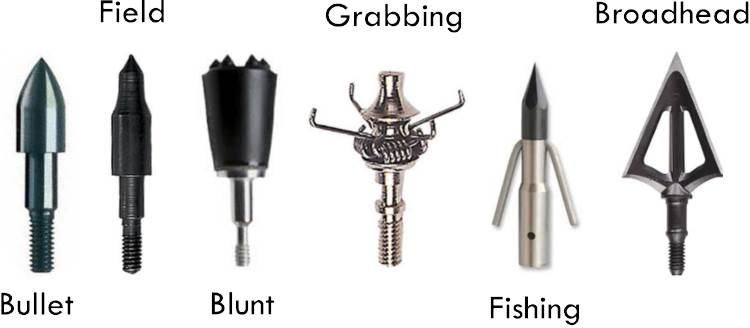 Field
Grabbing
Broadhead
Bullet
Blunt
Fishing